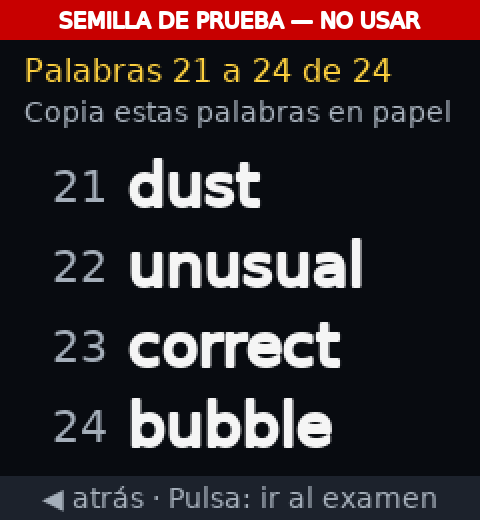 SEMILLA DE PRUEBA — NO USAR
Palabras 21 a 24 de 24
Copia estas palabras en papel
21 dust
22 unusual
23 correct
24 bubble
◀ atrás · Pulsa: ir al examen